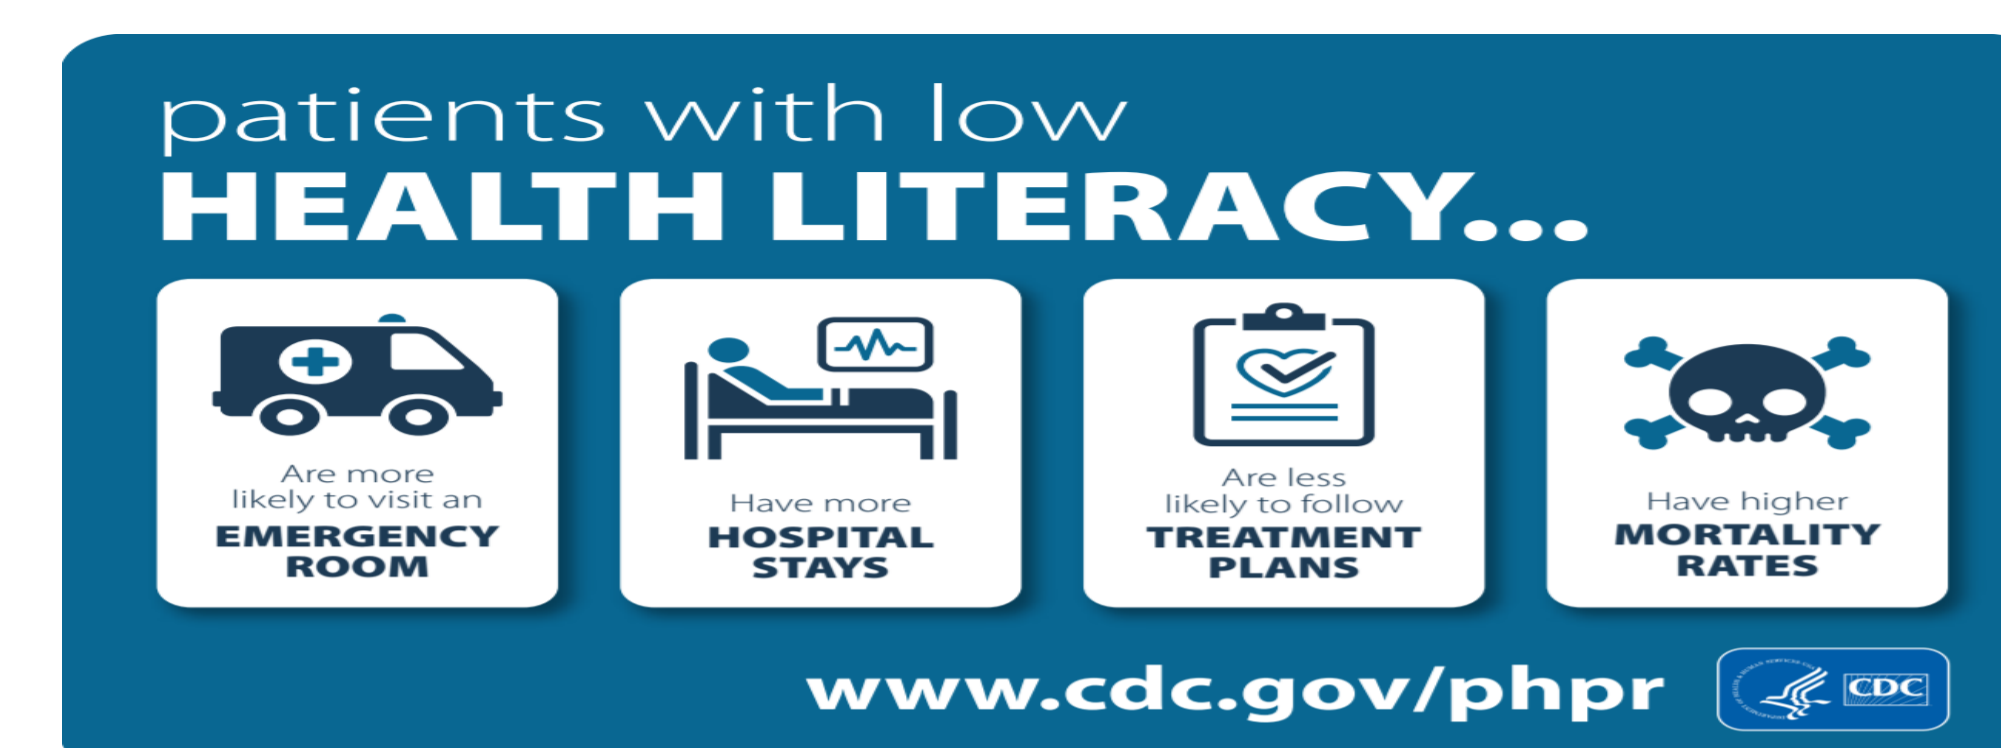 patients with low
HEALTH LITERACY...
Are more
likely to visit an
EMERGENCY
ROOM
Have more
HOSPITAL
STAYS
Are less
likely to follow
TREATMENT
PLANS
Have higher
MORTALITY
RATES
www.cdc.gov/phpr
CDC